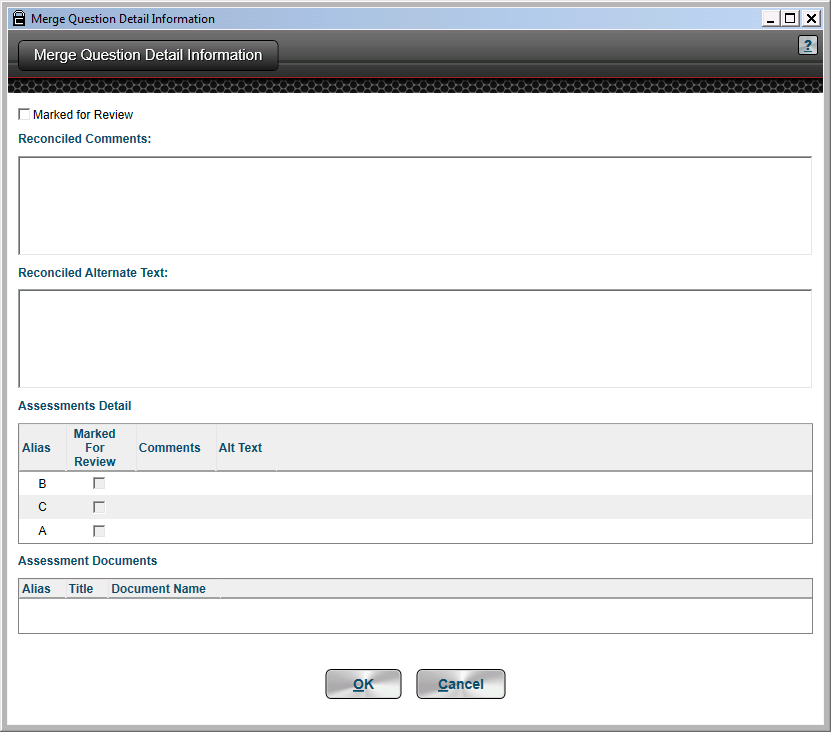 Merge Question Detail Information
Merge Question Detail Information
?
Marked for Review
Reconciled Comments:
Reconciled Alternate Text:
Assessments Detail
Alias Marked For Review Comments Alt Text
B
C
A
Assessment Documents
Alias Title Document Name
OK Cancel